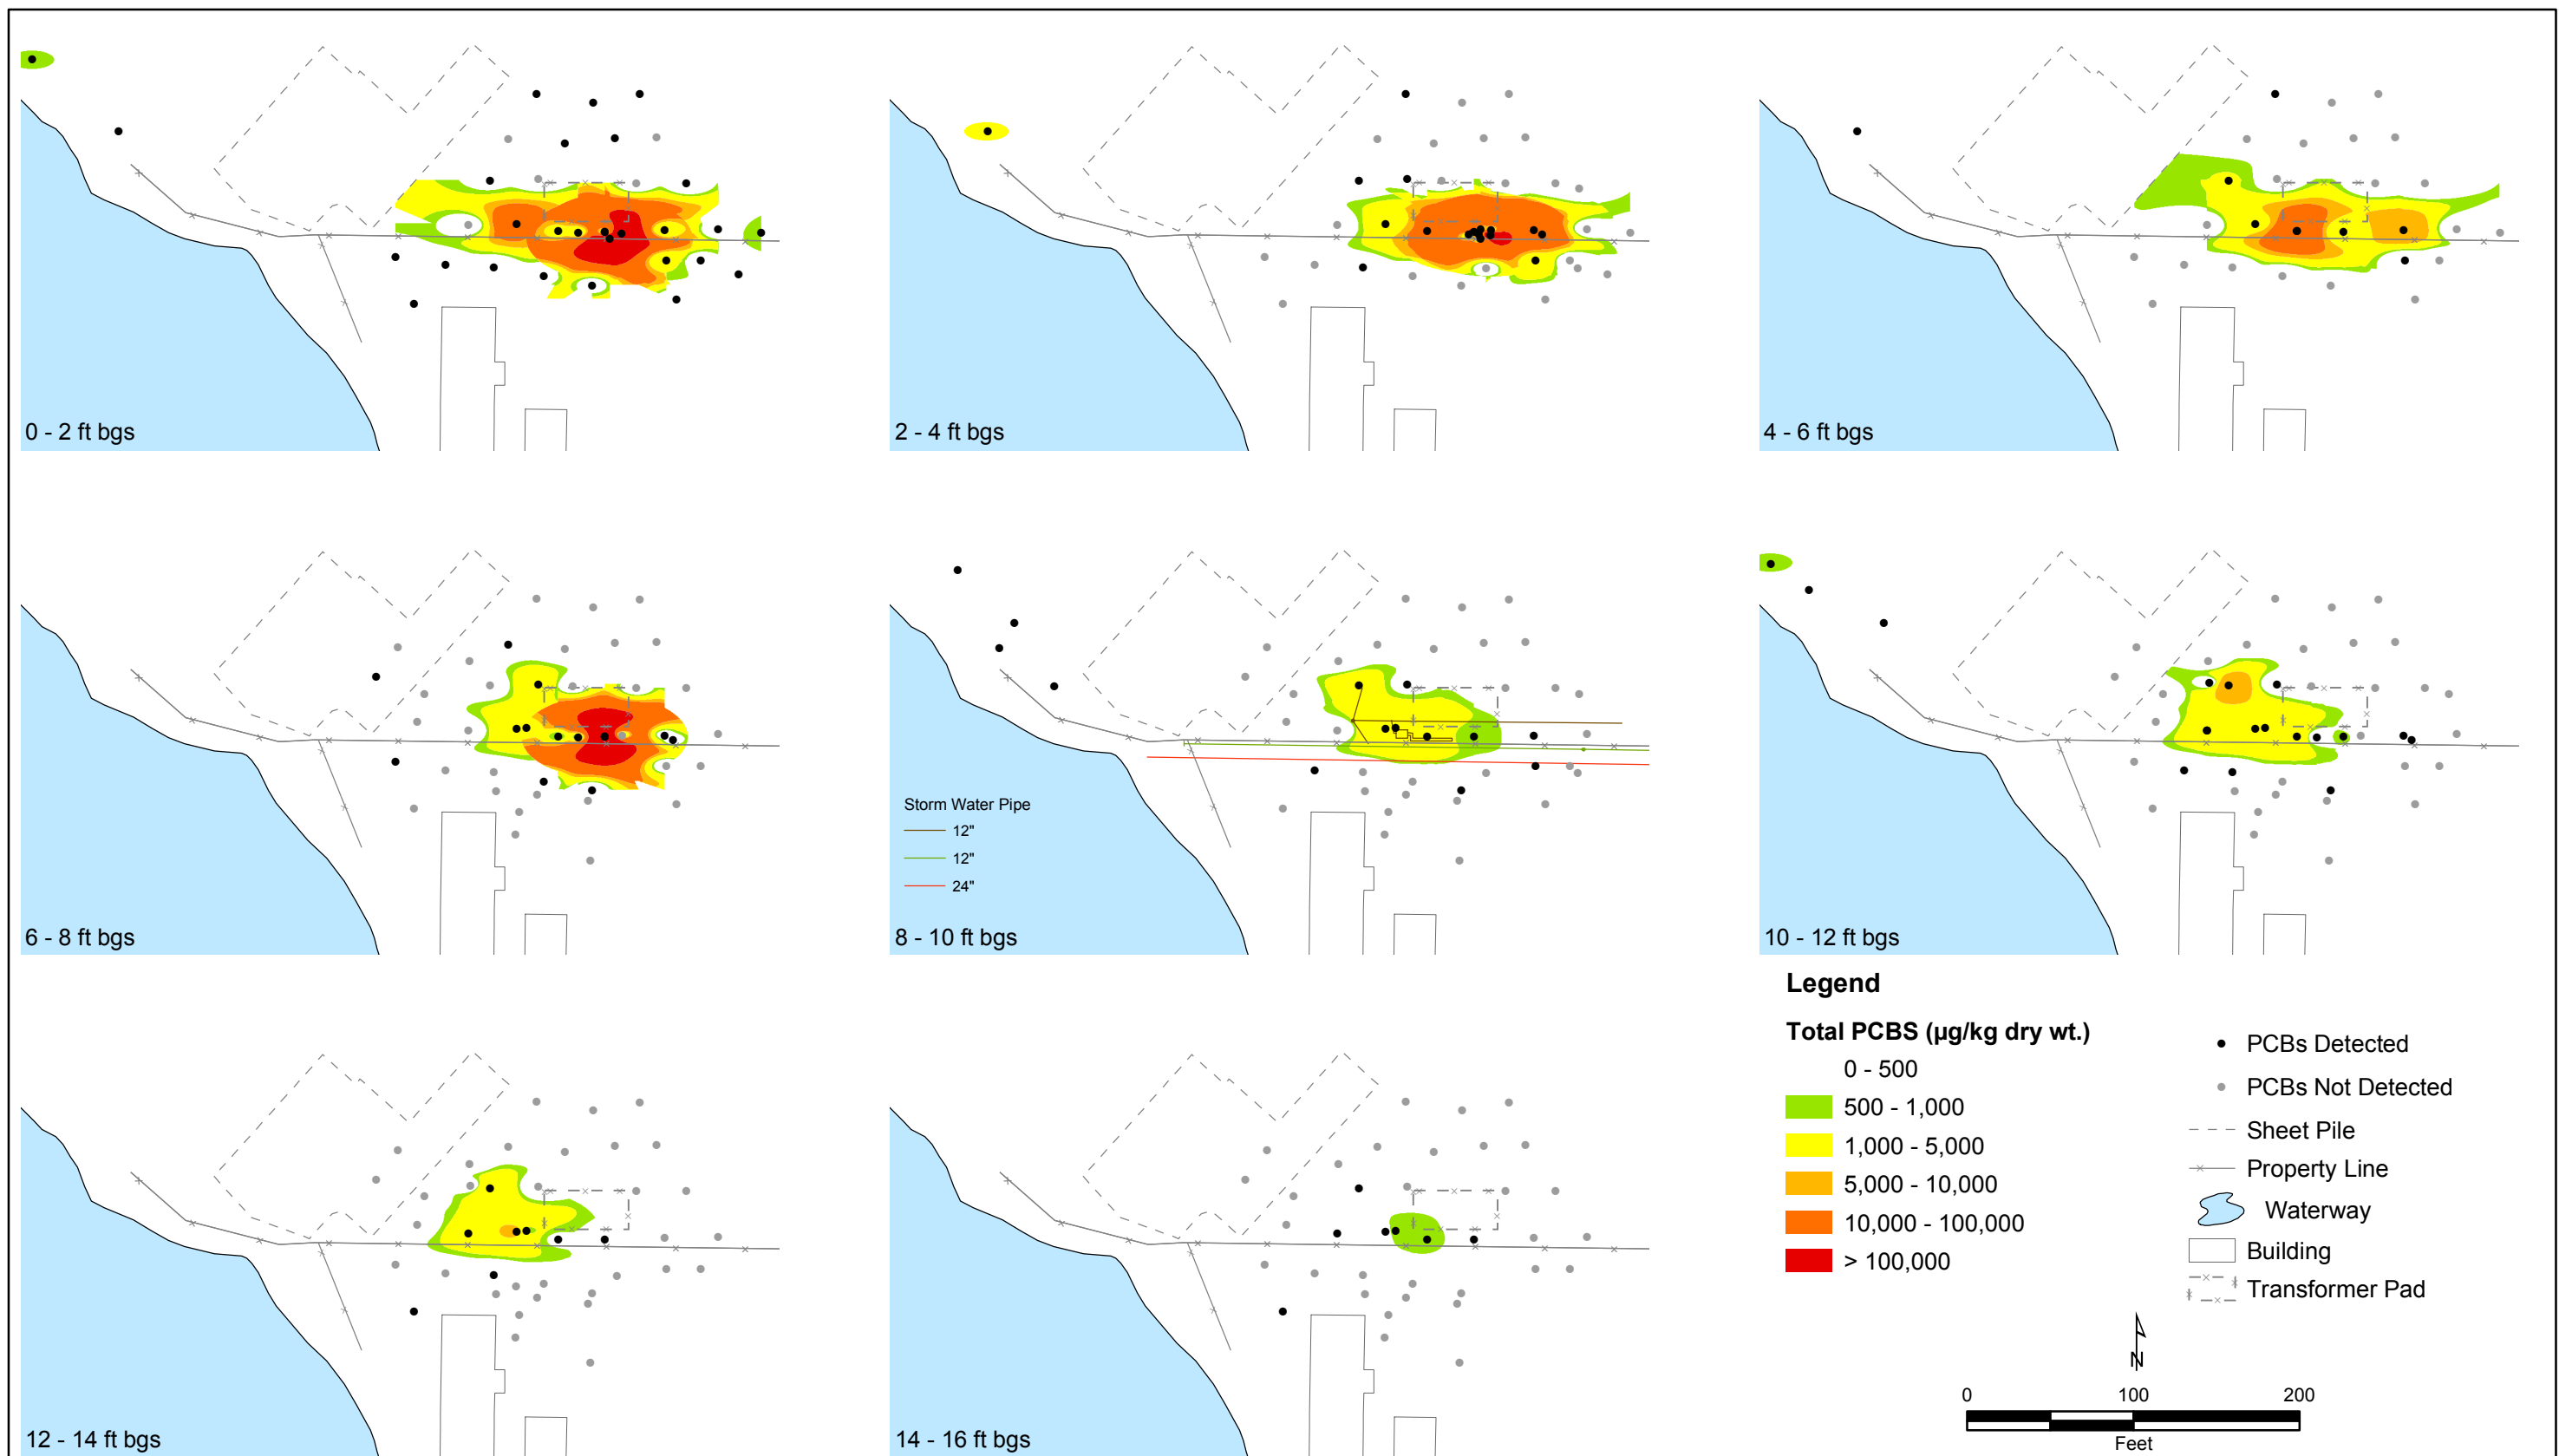 0 - 2 ft bgs
2 - 4 ft bgs
4 - 6 ft bgs
Storm Water Pipe
12"
12"
24"
6 - 8 ft bgs
8 - 10 ft bgs
10 - 12 ft bgs
Legend
Total PCBS (µg/kg dry wt.)
0 - 500
500 - 1,000
1,000 - 5,000
5,000 - 10,000
10,000 - 100,000
> 100,000
PCBs Detected
PCBs Not Detected
Sheet Pile
Property Line
Waterway
Building
Transformer Pad
N
0 100 200
Feet
12 - 14 ft bgs
14 - 16 ft bgs